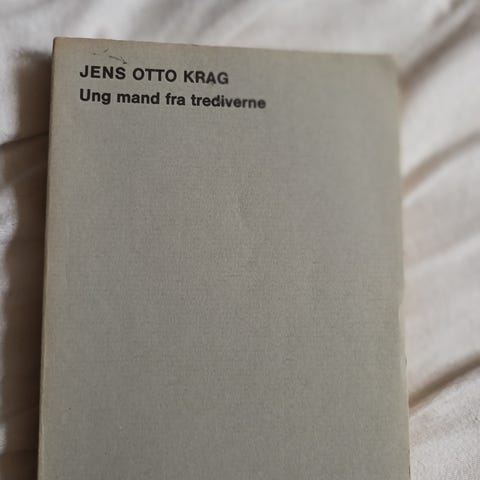 JENS OTTO KRAG
Ung mand fra trediverne